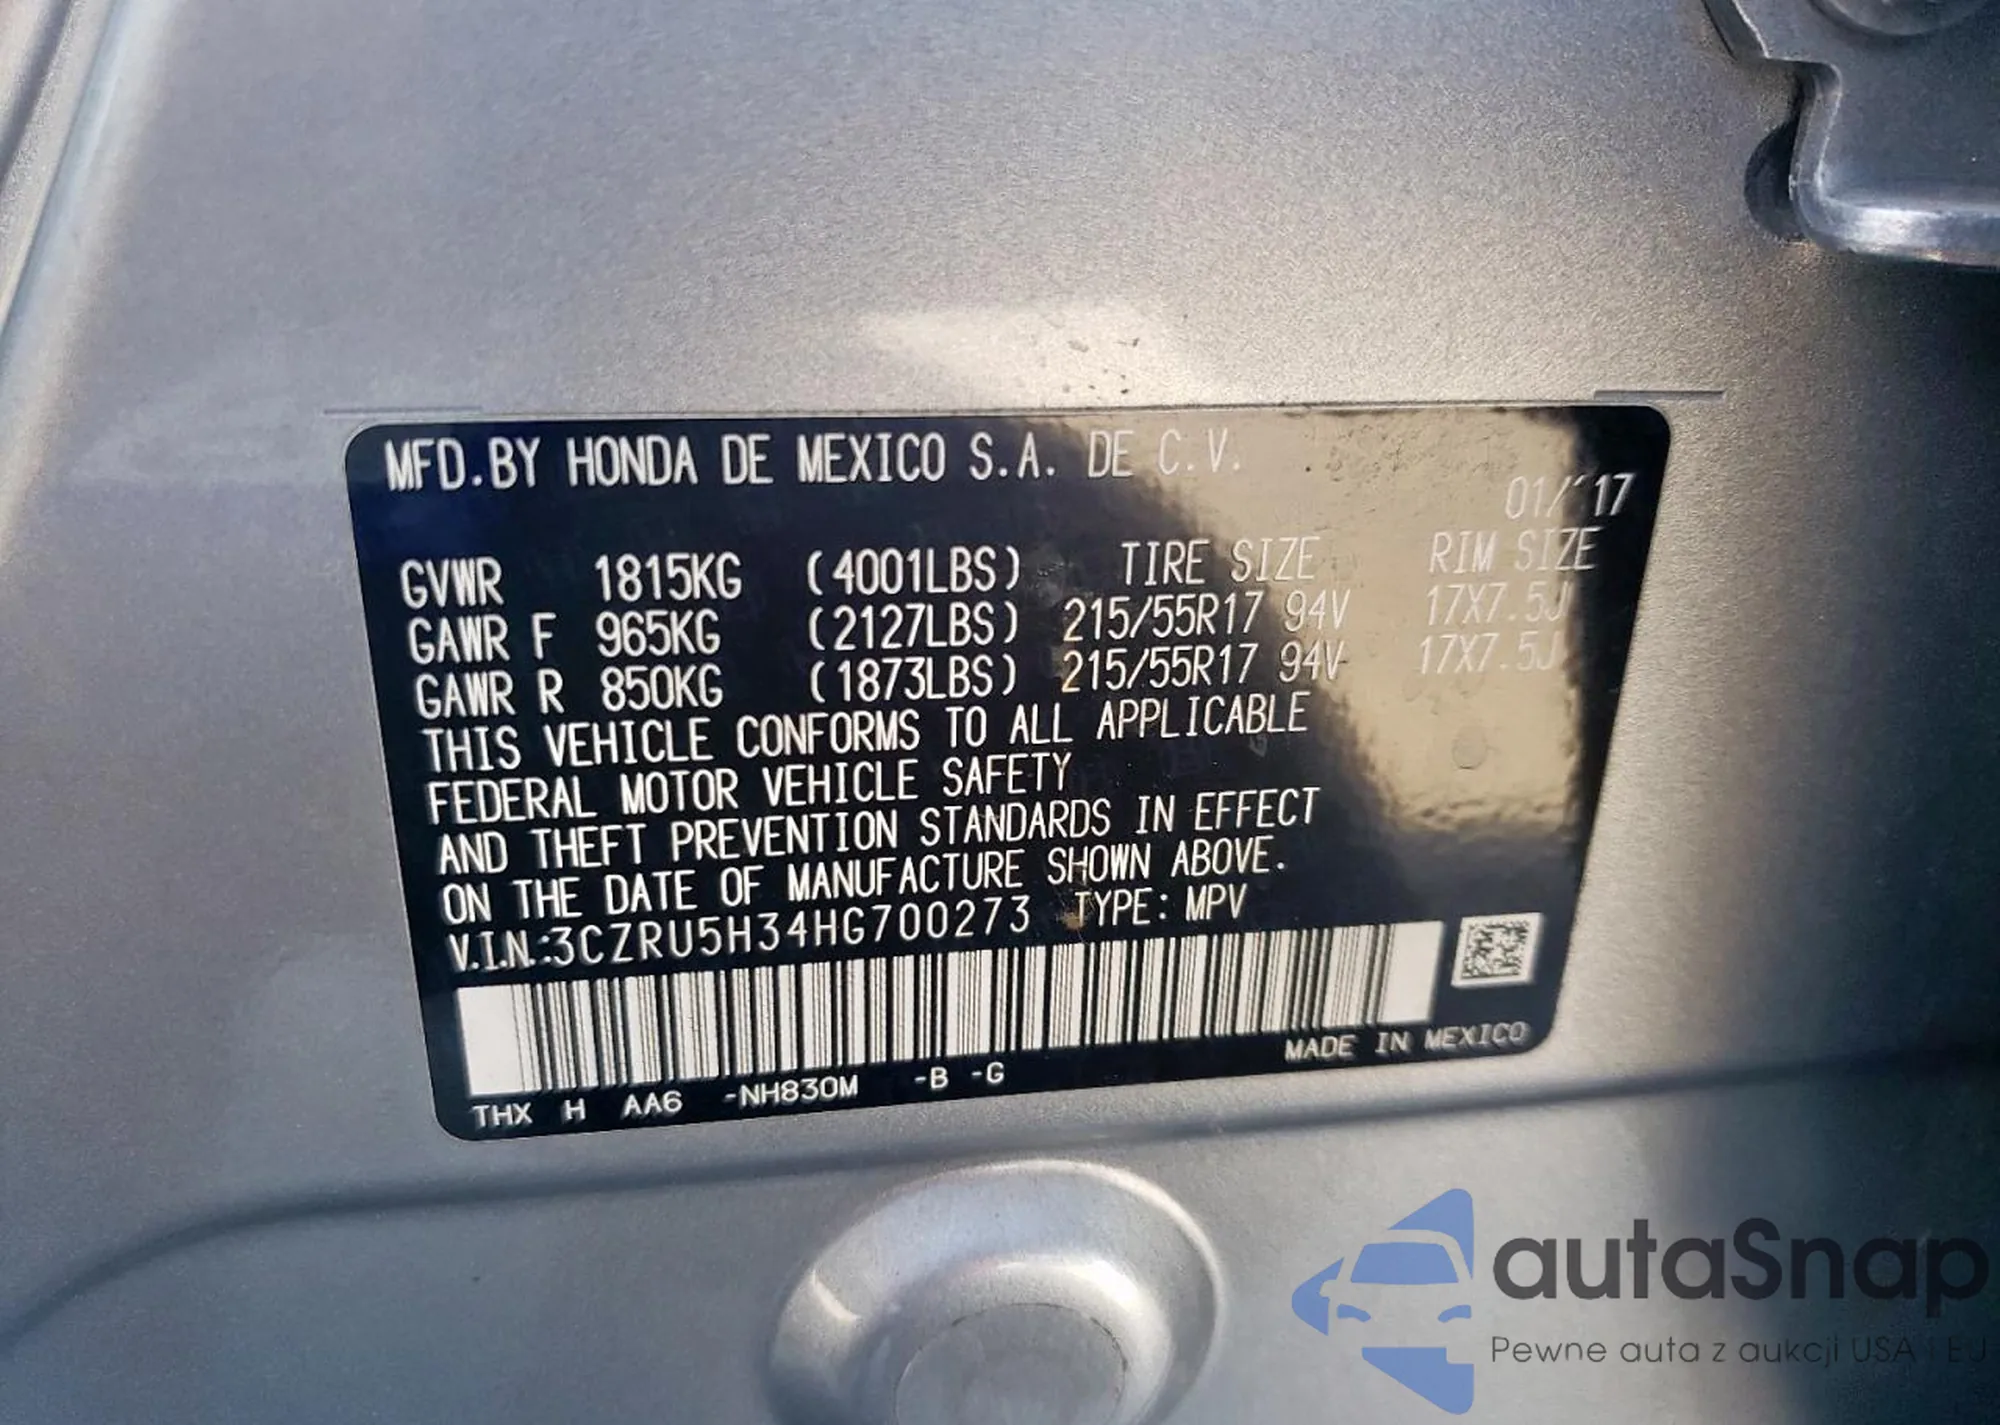 MFD.BY HONDA DE MEXICO S.A. DE C.V.
01/'17
GVWR 1815KG (4001LBS) TIRE SIZE RIM SIZE
GAWR F 965KG (2127LBS) 215/55R17 94V 17X7.5J
GAWR R 850KG (1873LBS) 215/55R17 94V 17X7.5J
THIS VEHICLE CONFORMS TO ALL APPLICABLE
FEDERAL MOTOR VEHICLE SAFETY
AND THEFT PREVENTION STANDARDS IN EFFECT
ON THE DATE OF MANUFACTURE SHOWN ABOVE.
V.I.N.:3CZRU5H34HG700273 TYPE: MPV
MADE IN MEXICO
THX H AA6 -NH830M -B -G
autaSnap
Pewne auta z aukcji USA i EU